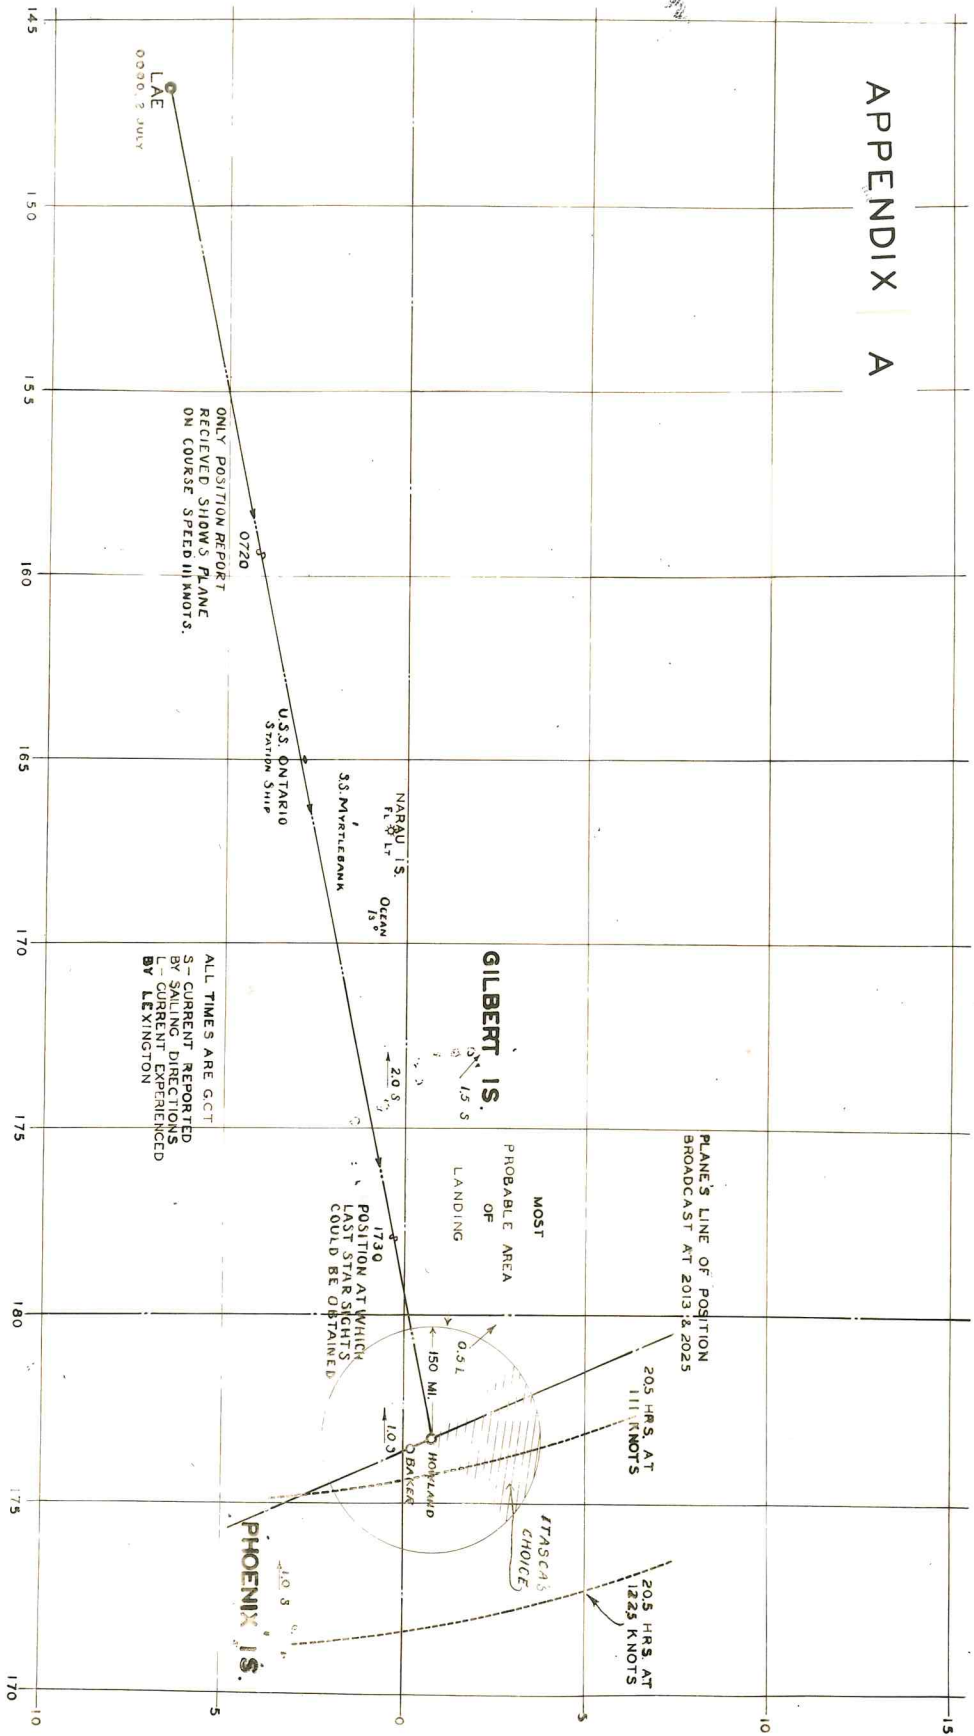 APPENDIX A
LAE
0000, 2 JULY
ONLY POSITION REPORT
RECIEVED SHOWS PLANE
ON COURSE SPEED 111 KNOTS.
0720
U.S.S. ONTARIO
STATION SHIP
S.S. MYRTLEBANK
NARAU IS.
FL LT
OCEAN
IS
GILBERT IS.
1.5 S
2.0 S
ALL TIMES ARE G.C.T
S - CURRENT REPORTED
BY SAILING DIRECTIONS
L - CURRENT EXPERIENCED
BY LEXINGTON
MOST
PROBABLE AREA
OF
LANDING
PLANE'S LINE OF POSITION
BROADCAST AT 2013 & 2025
1730
POSITION AT WHICH
LAST STAR SIGHTS
COULD BE OBTAINED
0.5 L
150 MI.
1.0 S
HOWLAND
BAKER
20.5 HRS. AT
111 KNOTS
ITASCA'S
CHOICE
20.5 HRS. AT
122.5 KNOTS
1.0 S
PHOENIX IS.
145
150
155
160
165
170
175
180
175
170
15
10
5
0
5
10